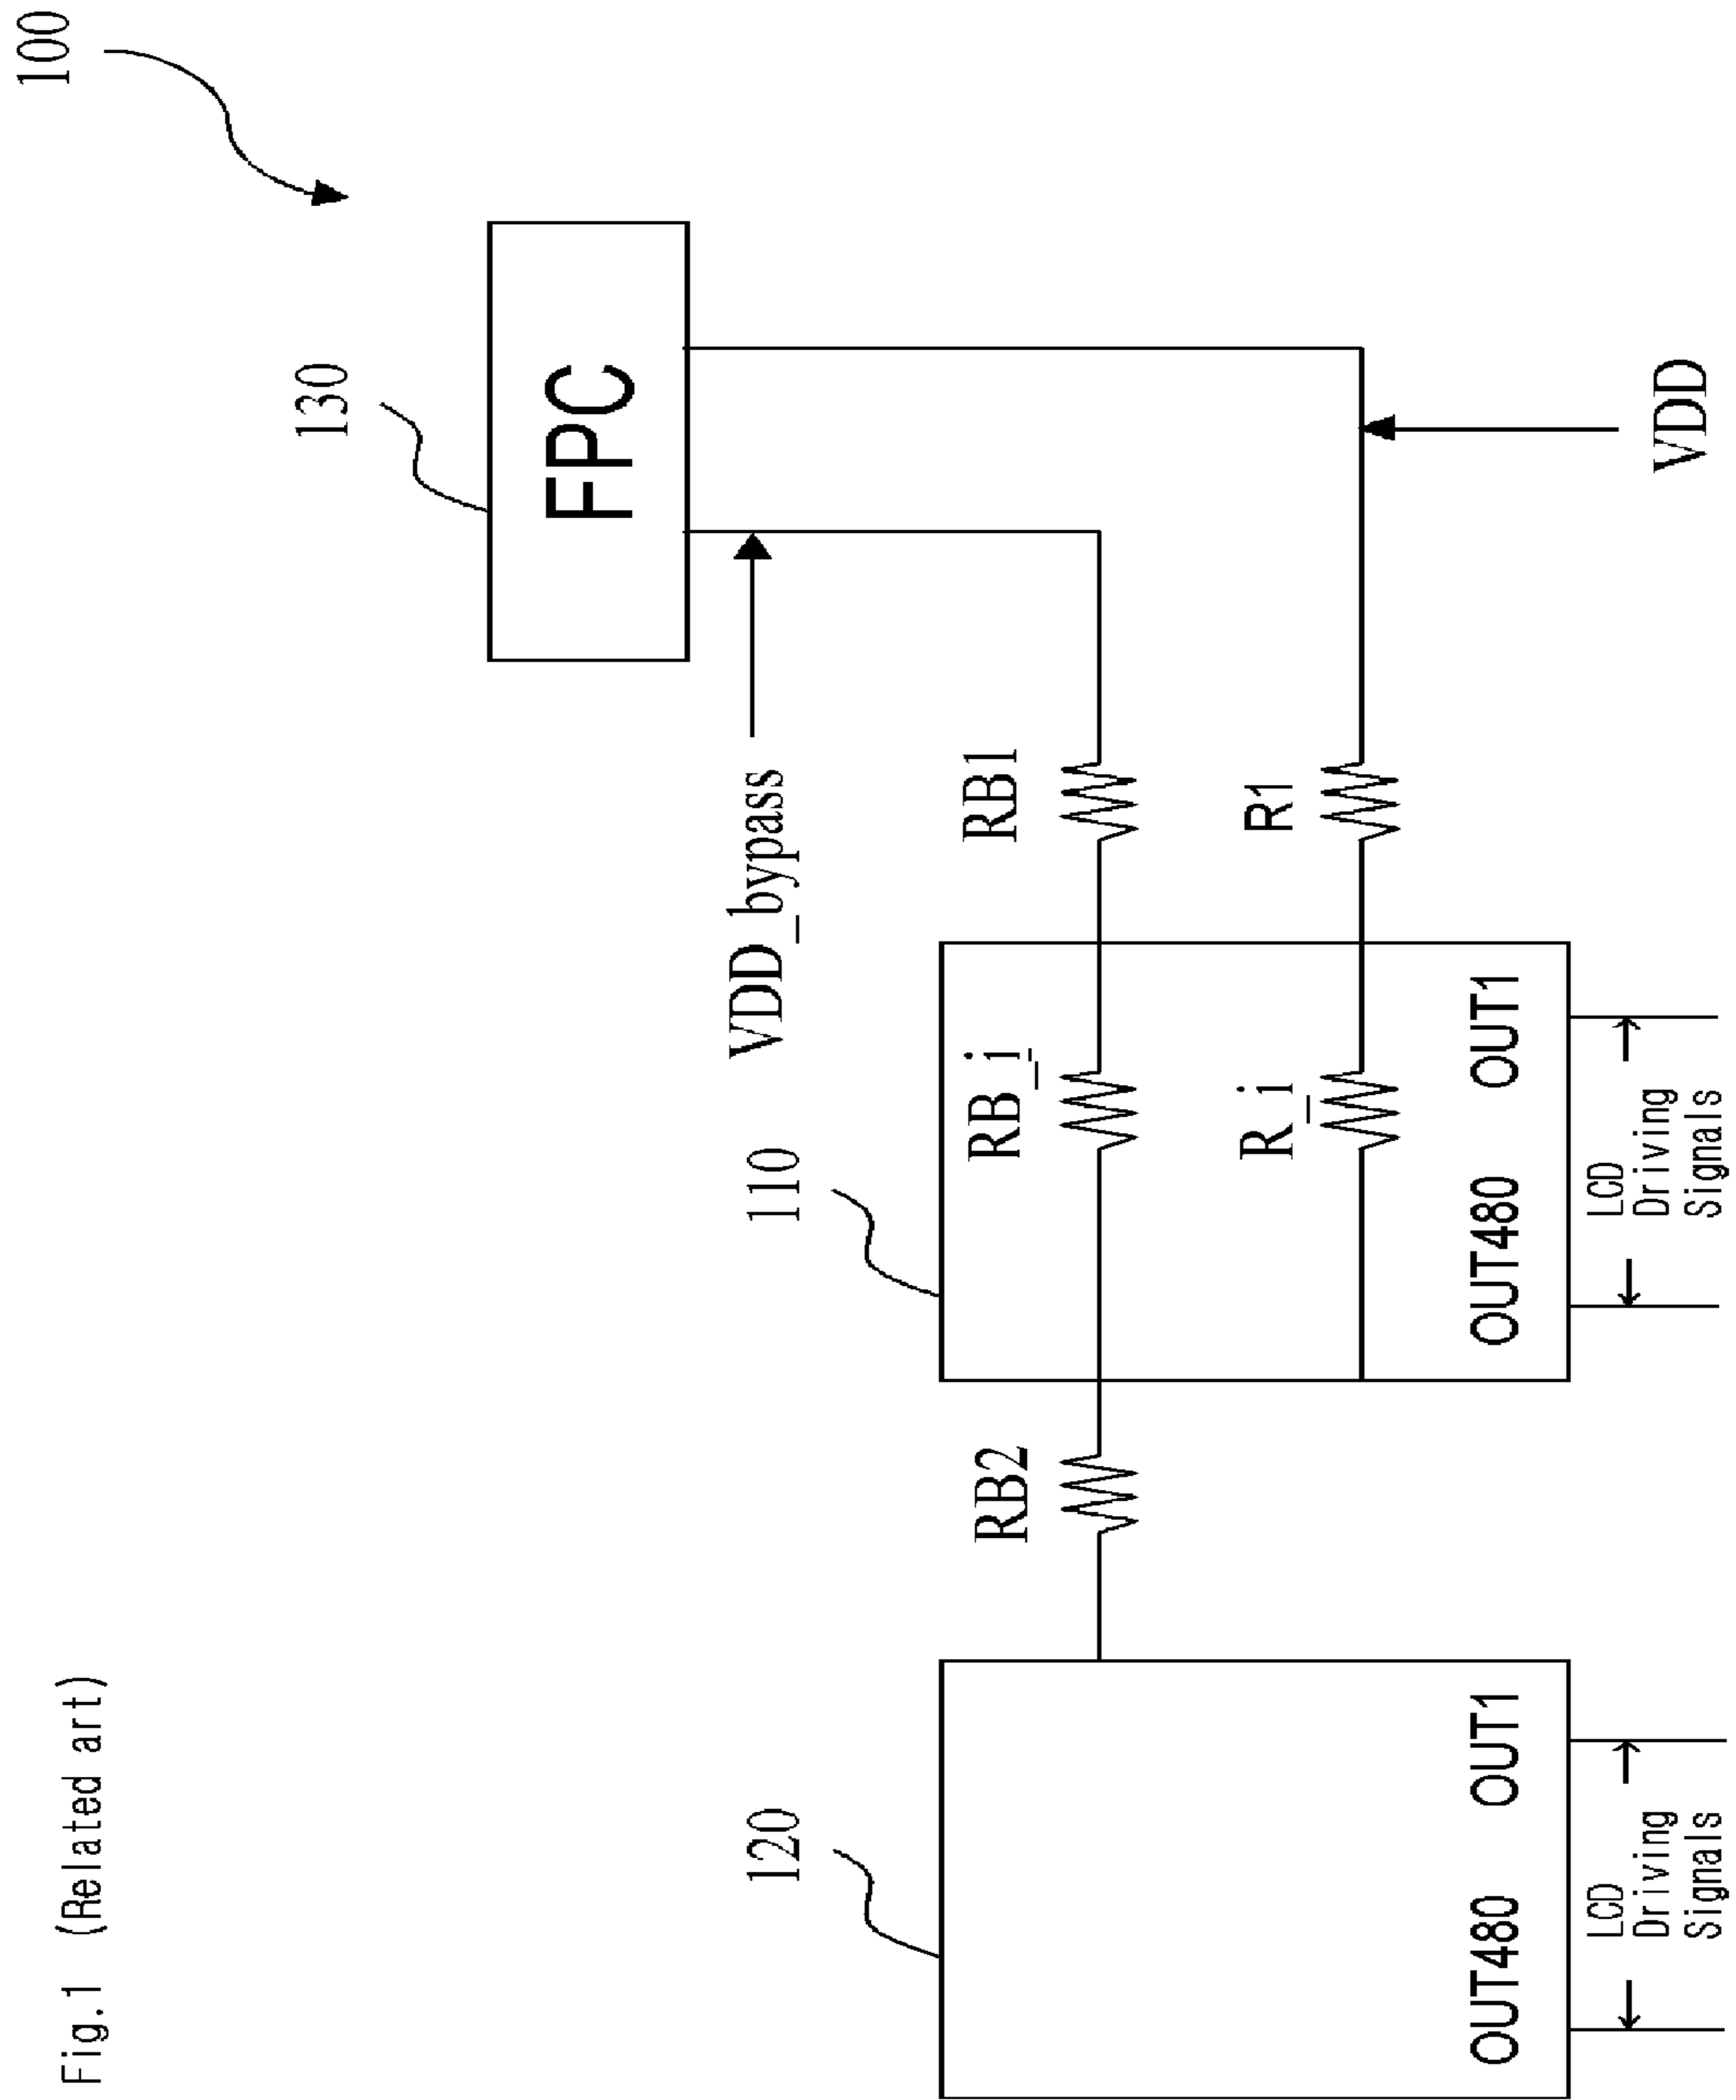 Fig.1 (Related art)
100
130
FPC
VDD_bypass
VDD
RB1
R1
110
RB_i
R_i
OUT480
OUT1
LCD
Driving
Signals
RB2
120
OUT480
OUT1
LCD
Driving
Signals